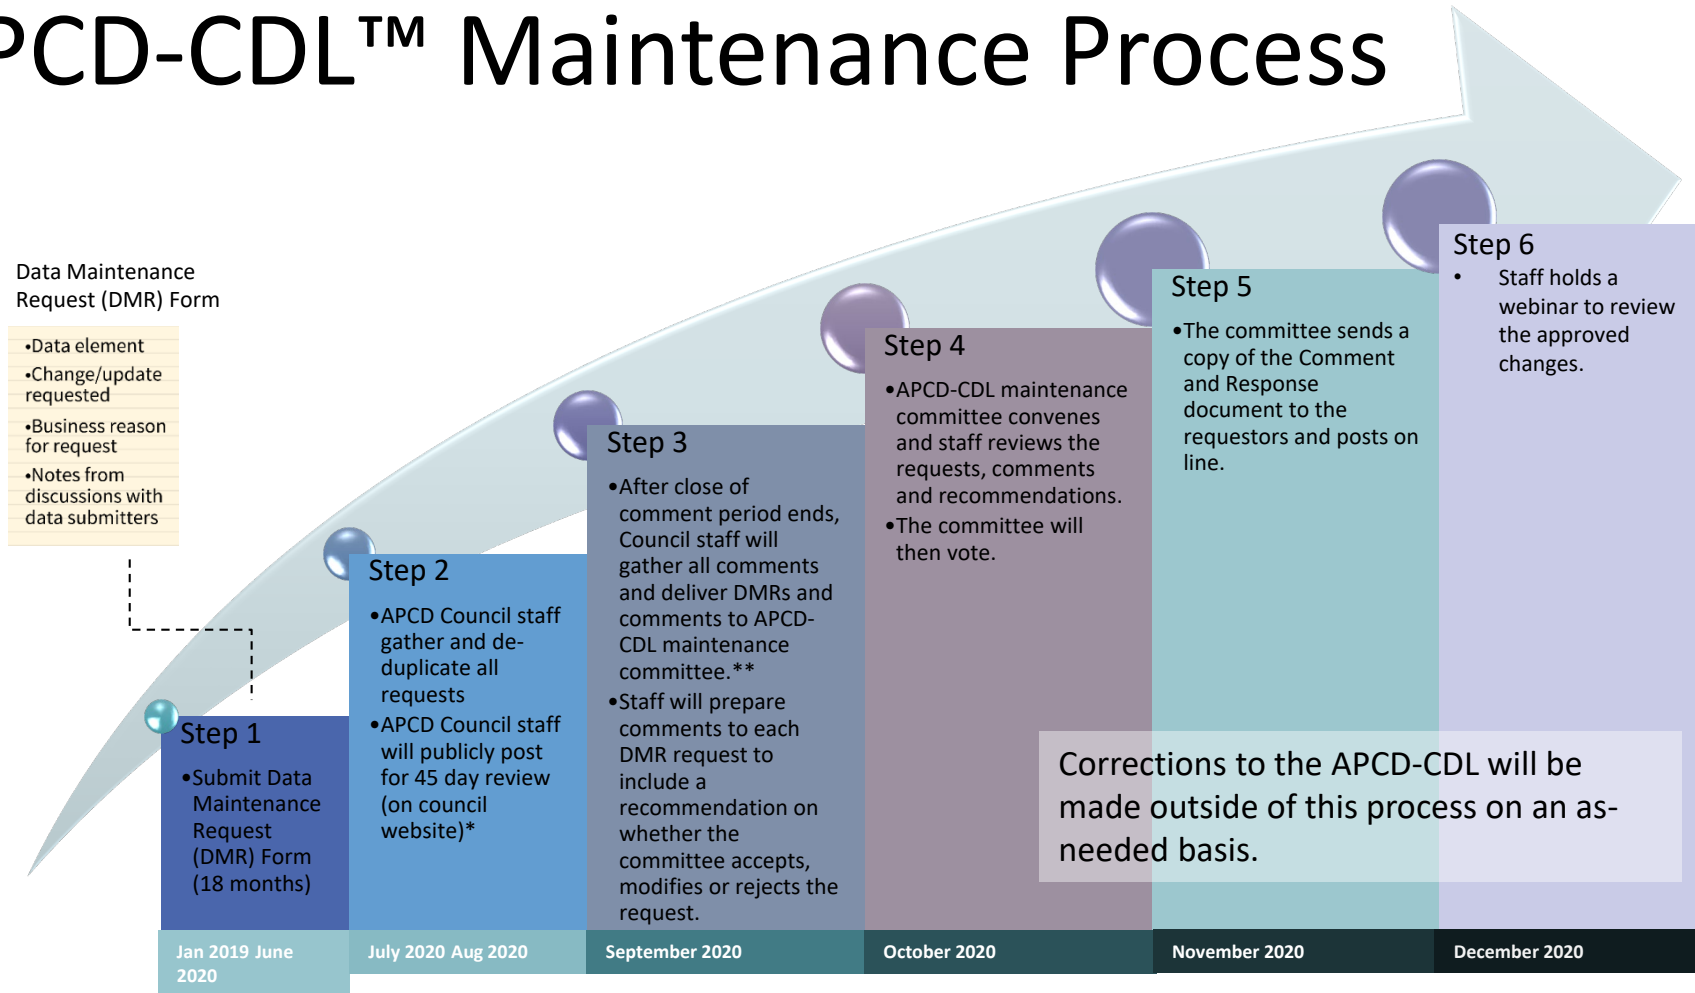 PCD-CDL™ Maintenance Process
Data Maintenance
Request (DMR) Form
•Data element
•Change/update
requested
•Business reason
for request
•Notes from
discussions with
data submitters
Step 1
•Submit Data
Maintenance
Request
(DMR) Form
(18 months)
Jan 2019 June
2020
Step 2
•APCD Council staff
gather and de-
duplicate all
requests
•APCD Council staff
will publicly post
for 45 day review
(on council
website)*
July 2020 Aug 2020
Step 3
•After close of
comment period ends,
Council staff will
gather all comments
and deliver DMRs and
comments to APCD-
CDL maintenance
committee.**
•Staff will prepare
comments to each
DMR request to
include a
recommendation on
whether the
committee accepts,
modifies or rejects the
request.
September 2020
Step 4
•APCD-CDL maintenance
committee convenes
and staff reviews the
requests, comments
and recommendations.
•The committee will
then vote.
October 2020
Step 5
•The committee sends a
copy of the Comment
and Response
document to the
requestors and posts on
line.
November 2020
Step 6
• Staff holds a
webinar to review
the approved
changes.
December 2020
Corrections to the APCD-CDL will be
made outside of this process on an as-
needed basis.